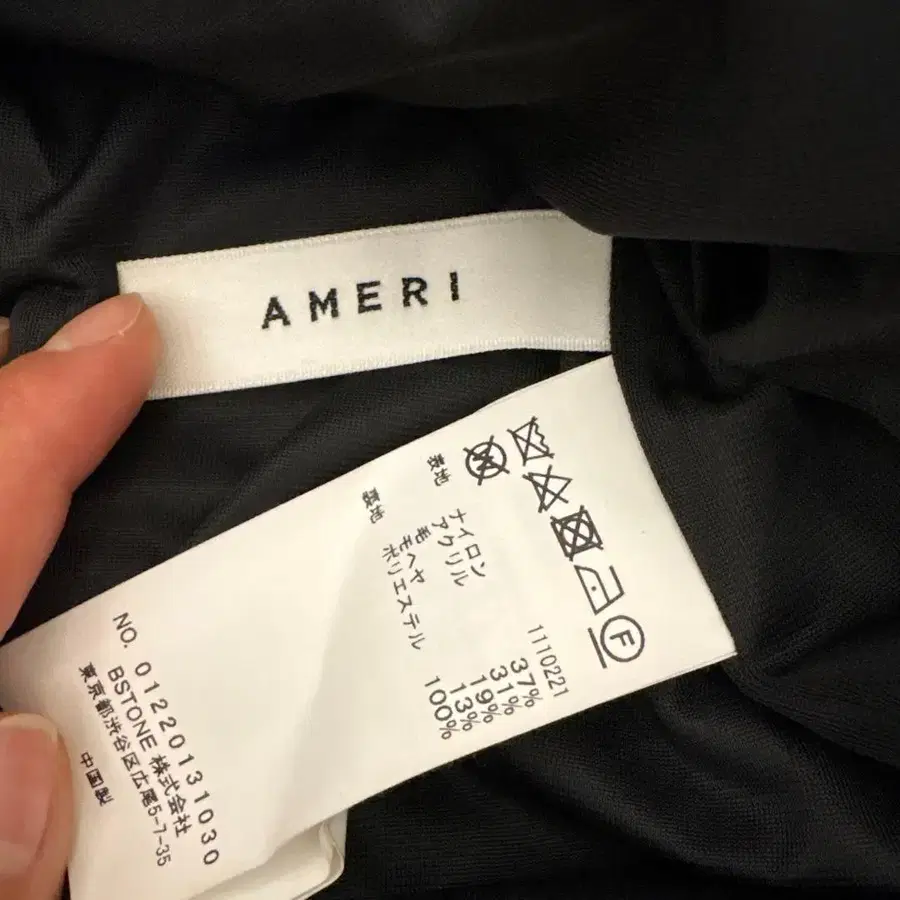 AMERI
F
W
1110221
表地 ナイロン 37%
アクリル 31%
毛 19%
モヘヤ 13%
裏地 ポリエステル 100%
NO. 01220131030
BSTONE 株式会社
東京都渋谷区広尾5-7-35
中国製